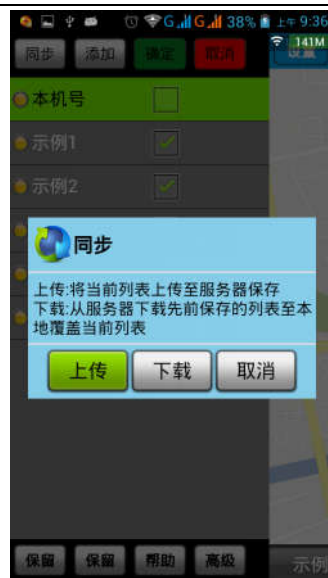 G G 38% 上午 9:36
141M
同步 添加 确定 取消 设置
本机号
示例1
示例2
同步
上传:将当前列表上传至服务器保存
下载:从服务器下载先前保存的列表至本
地覆盖当前列表
上传 下载 取消
保留 保留 帮助 高级 示例